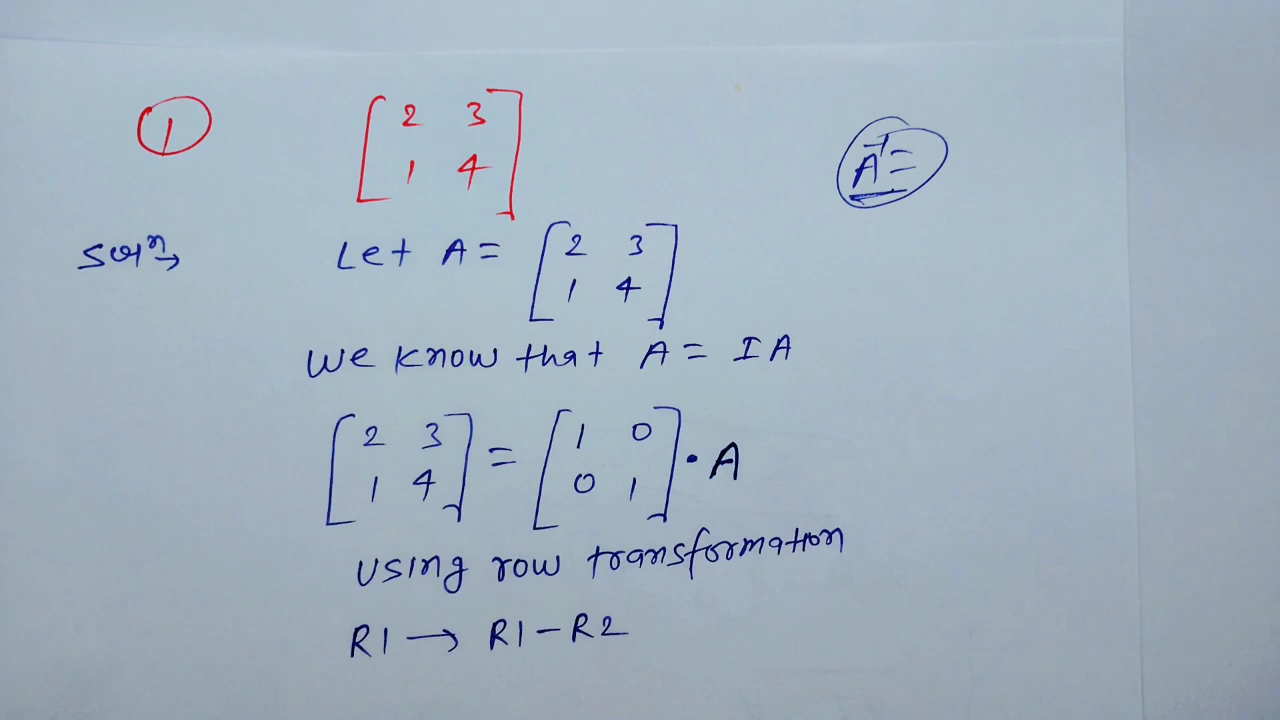 1
[2 3
1 4]
A⁻¹=
Solⁿ→ Let A = [2 3
1 4]
We know that A = IA
[2 3
1 4] = [1 0
0 1] · A
Using row transformation
R1 → R1 − R2